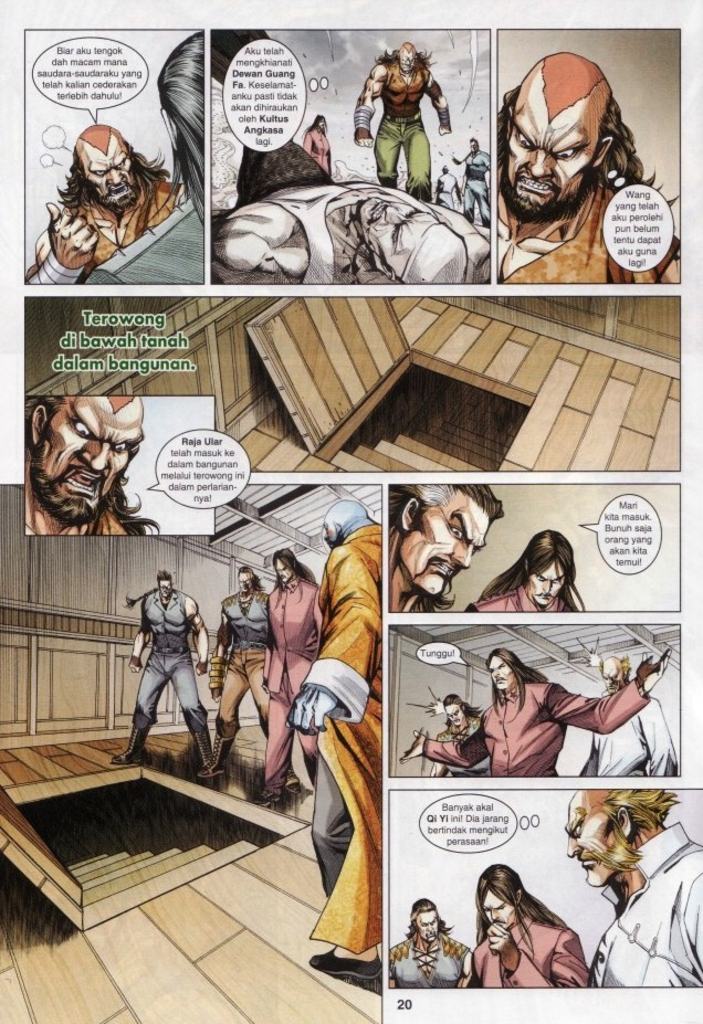 Biar aku tengok
dah macam mana
saudara-saudaraku yang
telah kalian cederakan
terlebih dahulu!
Aku telah
mengkhianati
Dewan Guang
Fa. Keselamat-
anku pasti tidak
akan dihiraukan
oleh Kultus
Angkasa
lagi.
Wang
yang telah
aku perolehi
pun belum
tentu dapat
aku guna
lagi!
Terowong
di bawah tanah
dalam bangunan.
Raja Ular
telah masuk ke
dalam bangunan
melalui terowong ini
dalam perlarian-
nya!
Mari
kita masuk.
Bunuh saja
orang yang
akan kita
temui!
Tunggu!
Banyak akal
Qi Yi ini! Dia jarang
bertindak mengikut
perasaan!
20